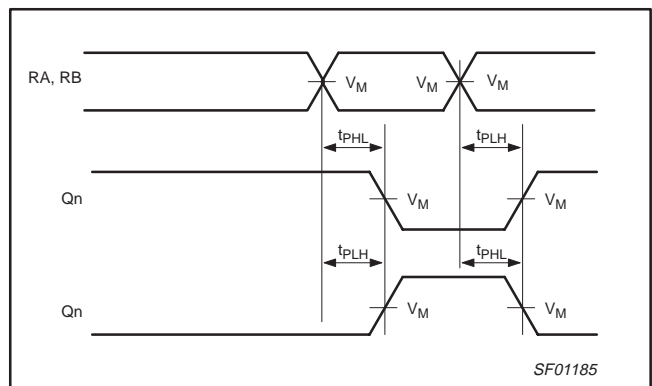 RA, RB
VM VM VM
tPHL tPLH
Qn
VM VM
tPLH tPHL
Qn
VM VM
SF01185